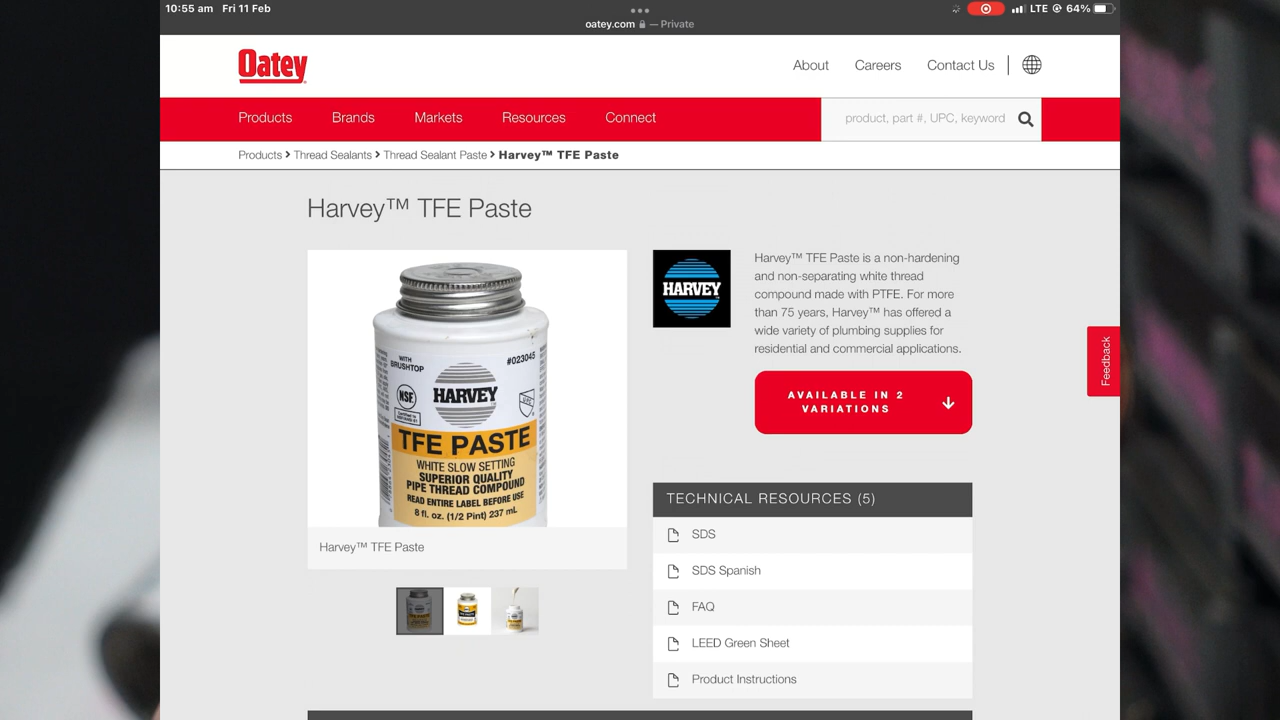 10:55 am Fri 11 Feb
oatey.com — Private
LTE 64%
Oatey
About Careers Contact Us
Products Brands Markets Resources Connect
product, part #, UPC, keyword
Products > Thread Sealants > Thread Sealant Paste > Harvey™ TFE Paste
Harvey™ TFE Paste
WITH
BRUSHTOP
#023045
NSF
HARVEY™
TFE PASTE
WHITE SLOW SETTING
SUPERIOR QUALITY
PIPE THREAD COMPOUND
READ ENTIRE LABEL BEFORE USE
8 fl. oz. (1/2 Pint) 237 mL
Harvey™ TFE Paste
HARVEY
Harvey™ TFE Paste is a non-hardening
and non-separating white thread
compound made with PTFE. For more
than 75 years, Harvey™ has offered a
wide variety of plumbing supplies for
residential and commercial applications.
AVAILABLE IN 2
VARIATIONS
Feedback
TECHNICAL RESOURCES (5)
SDS
SDS Spanish
FAQ
LEED Green Sheet
Product Instructions